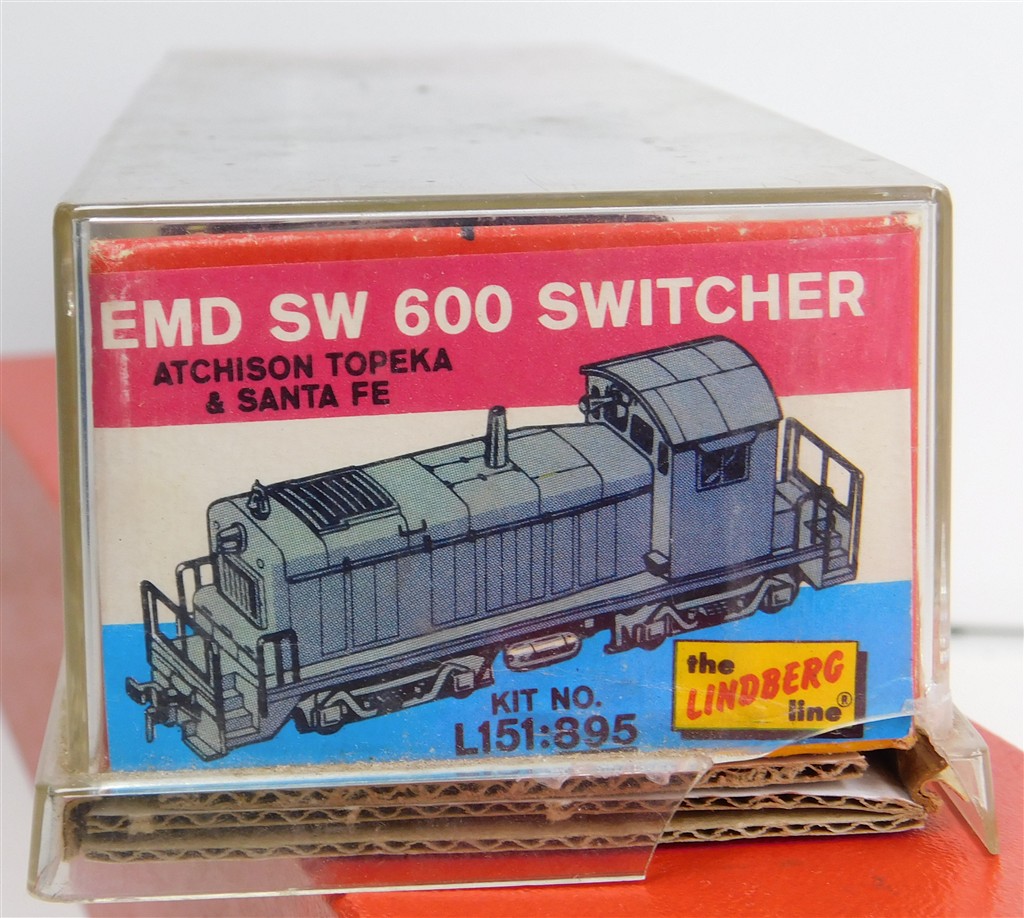 EMD SW 600 SWITCHER
ATCHISON TOPEKA
& SANTA FE
KIT NO.
L151:895
the
LINDBERG
line®